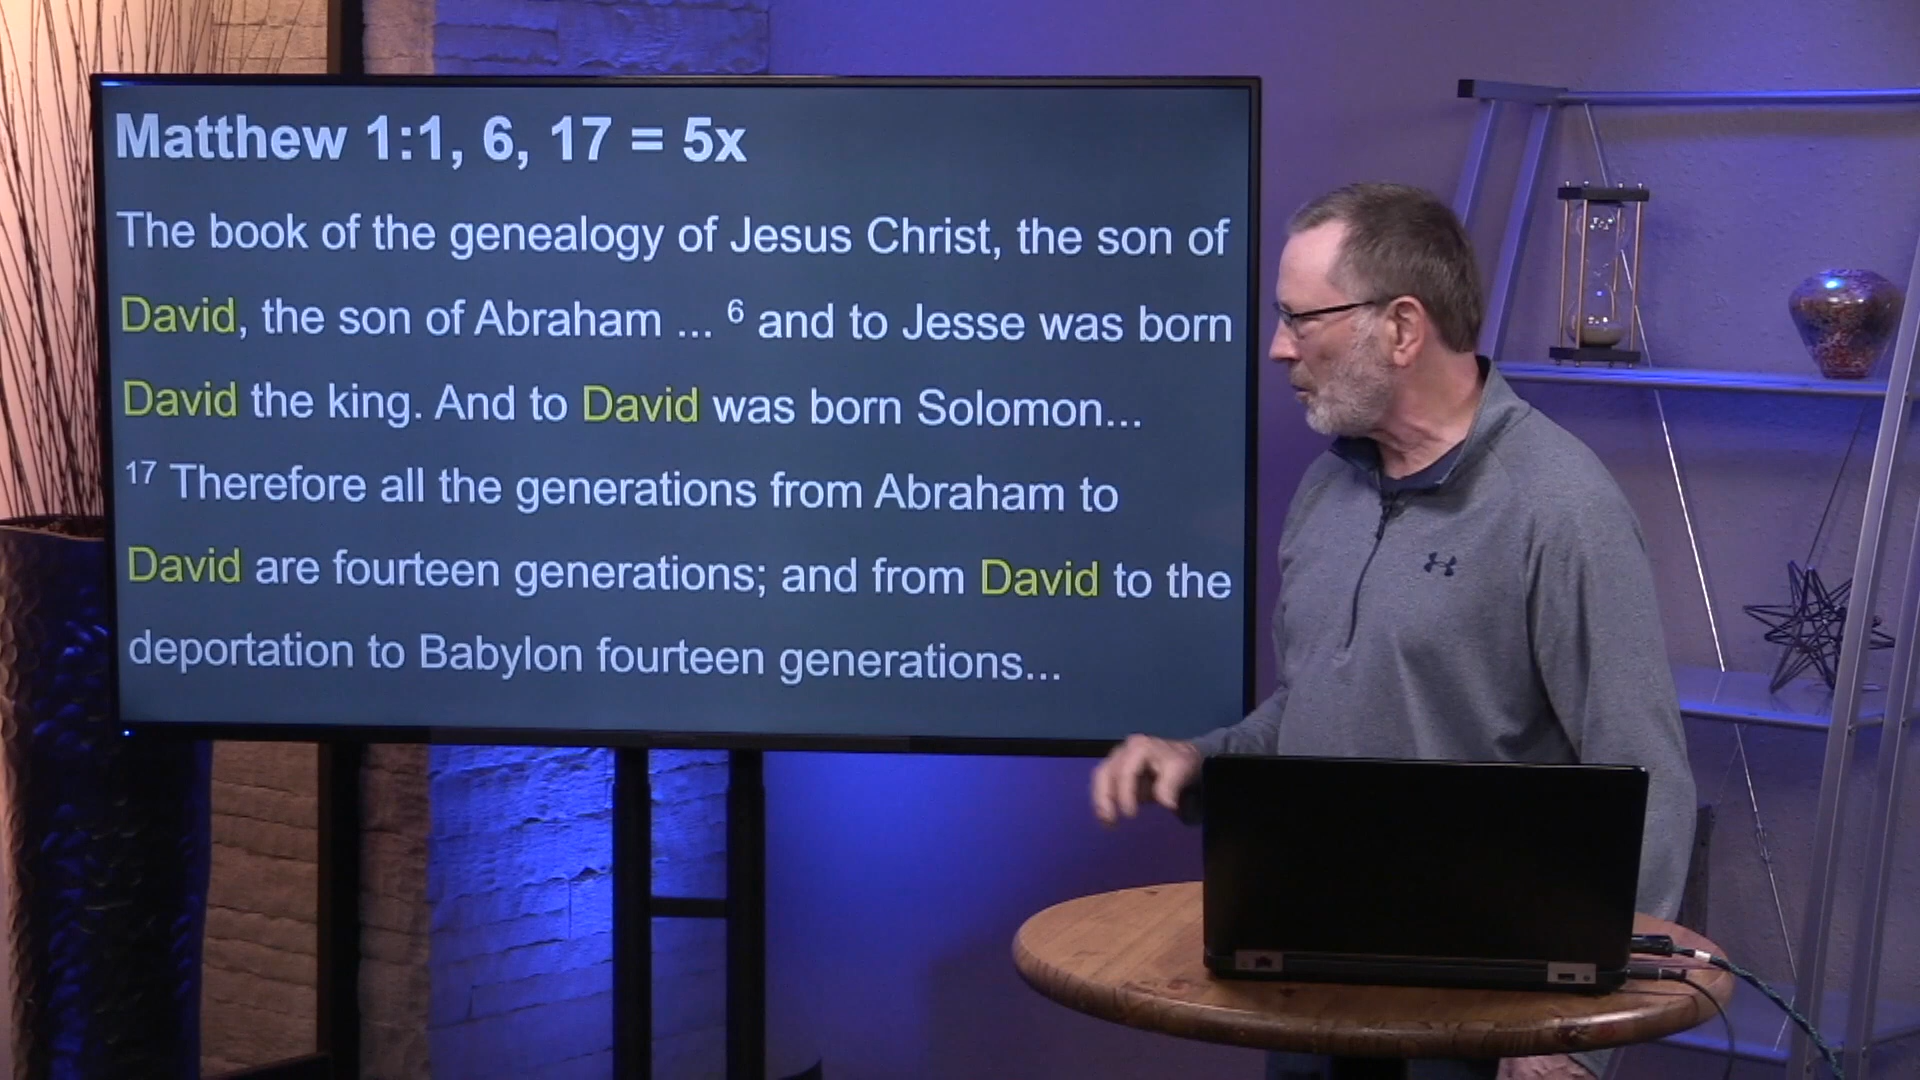 Matthew 1:1, 6, 17 = 5x
The book of the genealogy of Jesus Christ, the son of
David, the son of Abraham ... 6 and to Jesse was born
David the king. And to David was born Solomon...
17 Therefore all the generations from Abraham to
David are fourteen generations; and from David to the
deportation to Babylon fourteen generations...